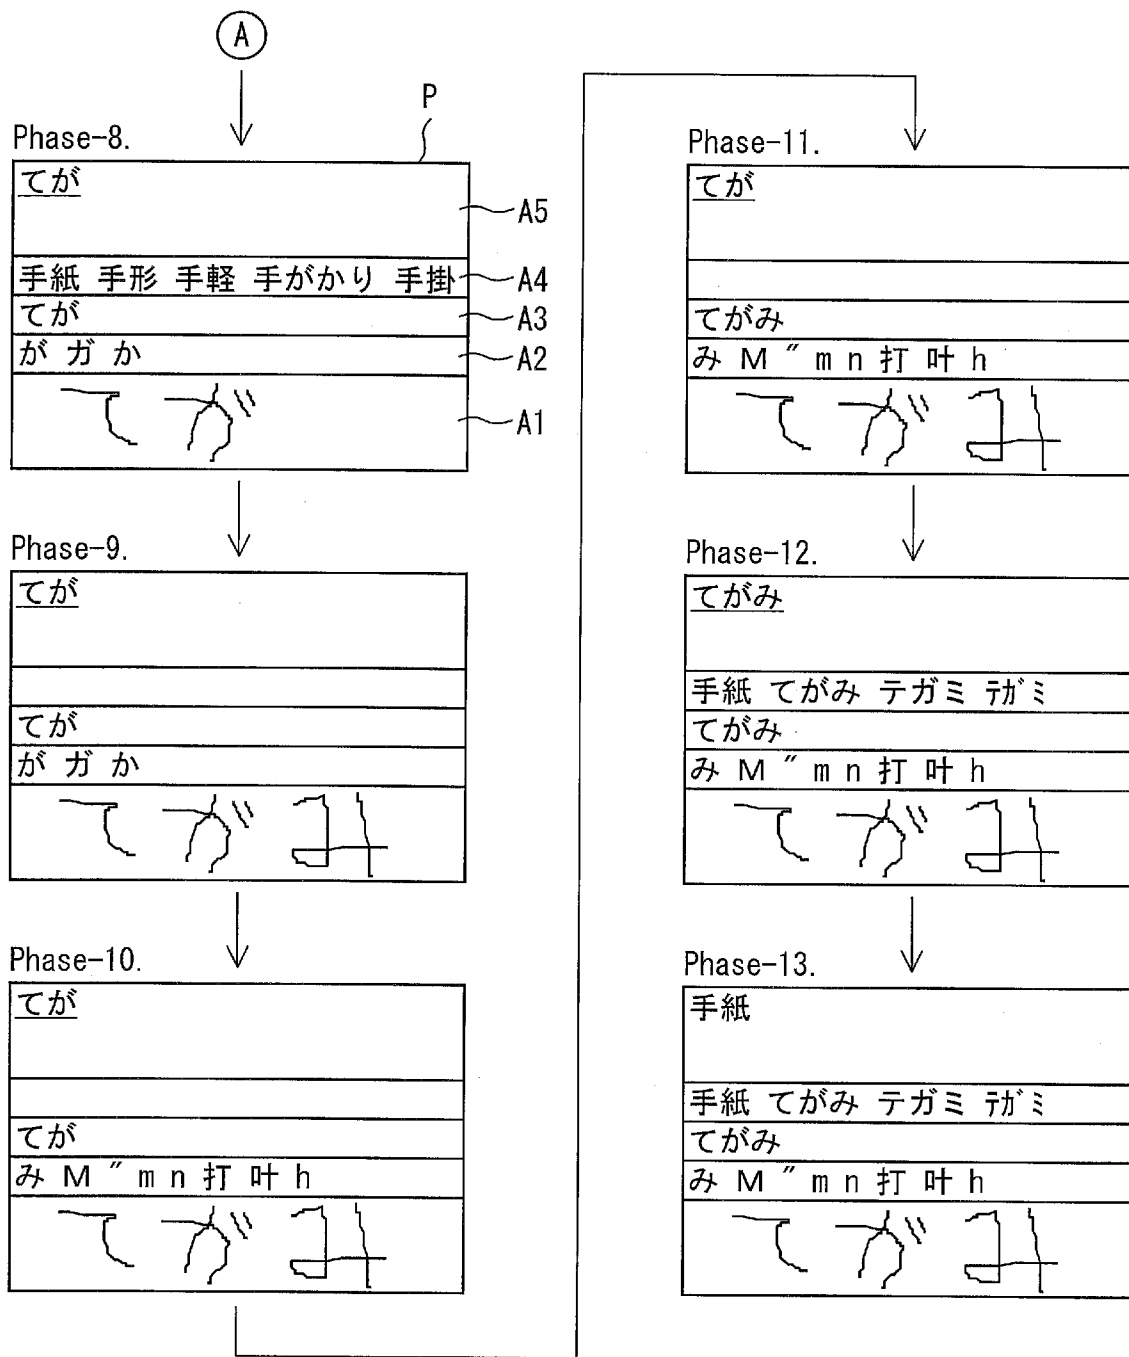 A
P
Phase-8.
てが
A5
手紙 手形 手軽 手がかり 手掛
A4
てが
A3
が ガ か
A2
A1
Phase-9.
てが
てが
が ガ か
Phase-10.
てが
てが
み M ″ m n 打 叶 h
Phase-11.
てが
てがみ
み M ″ m n 打 叶 h
Phase-12.
てがみ
手紙 てがみ テガミ ﾃｶﾞﾐ
てがみ
み M ″ m n 打 叶 h
Phase-13.
手紙
手紙 てがみ テガミ ﾃｶﾞﾐ
てがみ
み M ″ m n 打 叶 h